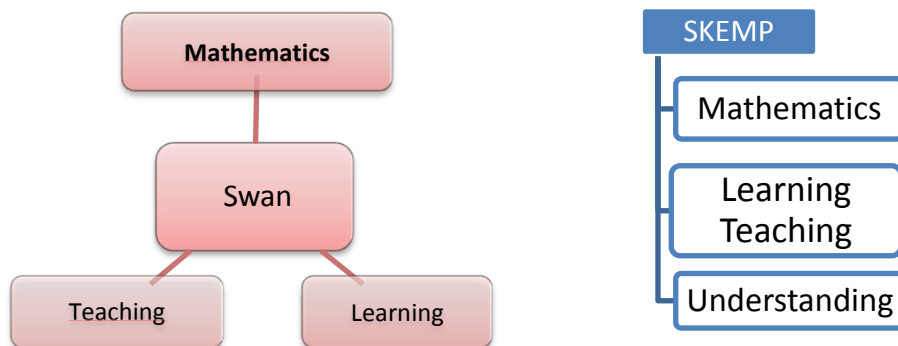 Mathematics
Swan
Teaching
Learning
SKEMP
Mathematics
Learning
Teaching
Understanding